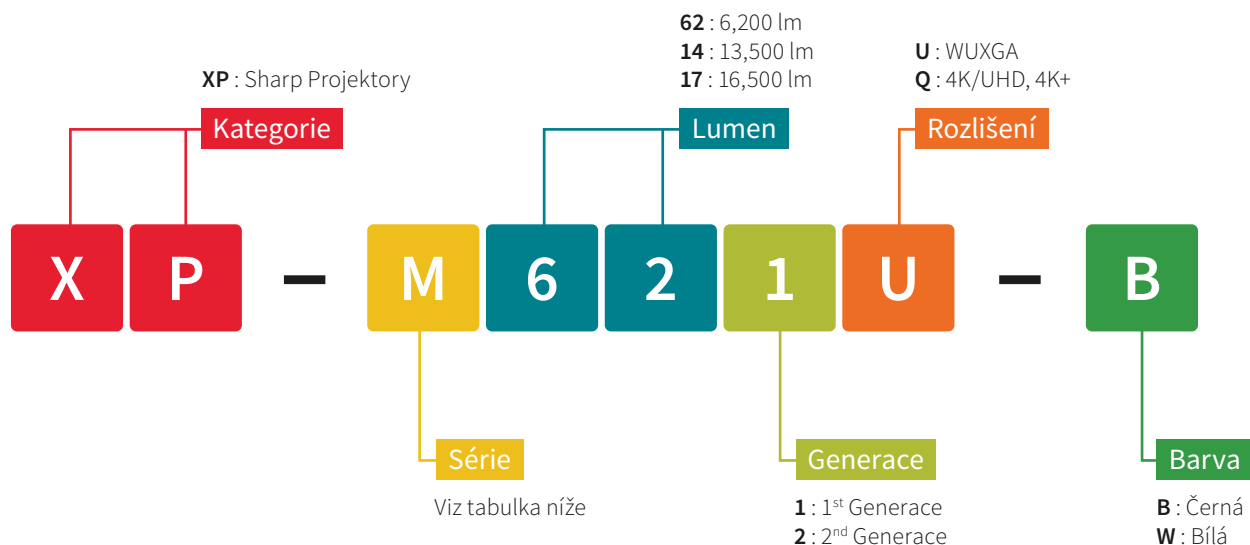 62 : 6,200 lm
14 : 13,500 lm
17 : 16,500 lm
U : WUXGA
Q : 4K/UHD, 4K+
XP : Sharp Projektory
Kategorie
Lumen
Rozlišení
X P – M 6 2 1 U – B
Série
Generace
Barva
Viz tabulka níže
1 : 1st Generace
2 : 2nd Generace
B : Černá
W : Bílá